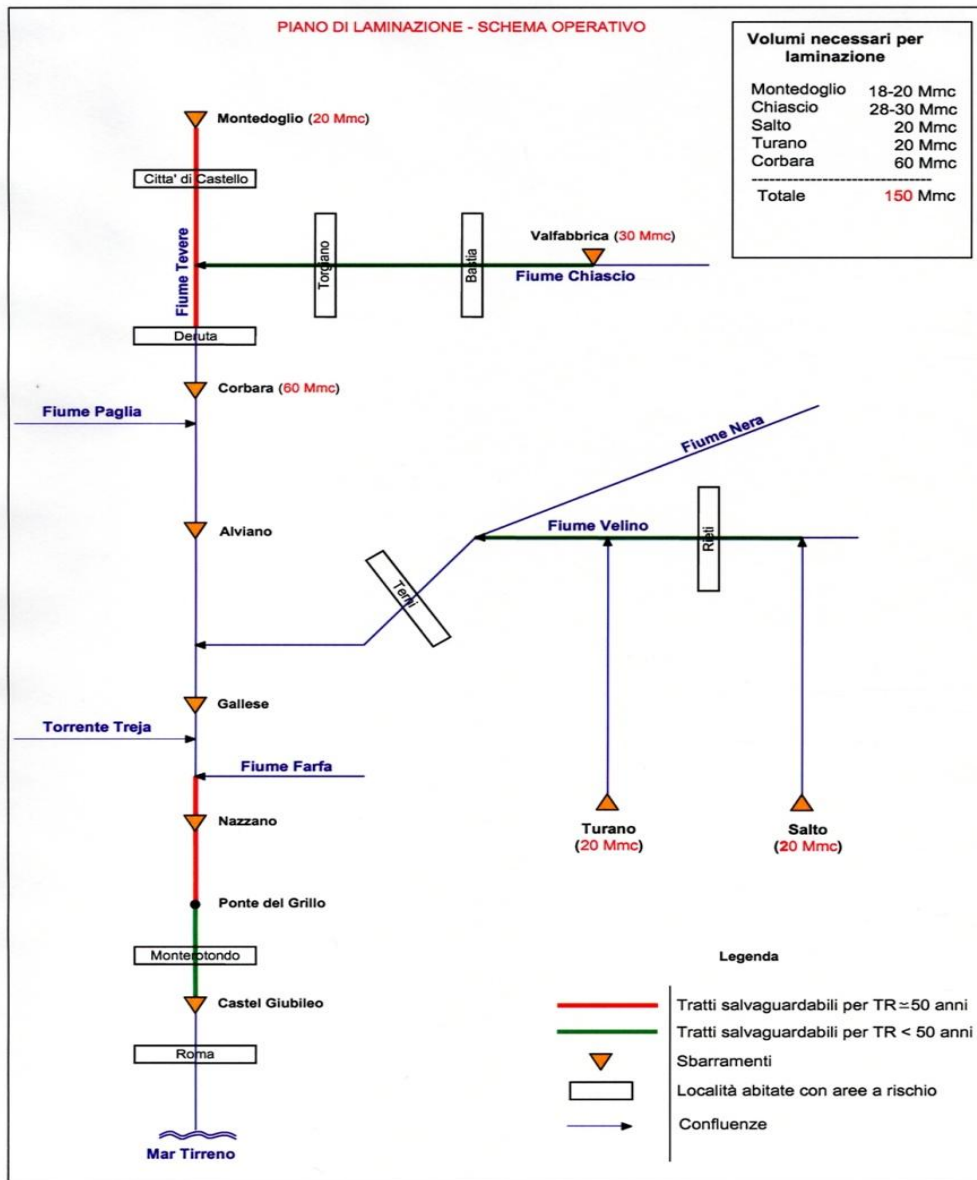 PIANO DI LAMINAZIONE - SCHEMA OPERATIVO
Volumi necessari per
laminazione
Montedoglio 18-20 Mmc
Chiascio 28-30 Mmc
Salto 20 Mmc
Turano 20 Mmc
Corbara 60 Mmc
-------------------------------
Totale 150 Mmc
Montedoglio (20 Mmc)
Citta' di Castello
Fiume Tevere
Torgiano
Bastia
Valfabbrica (30 Mmc)
Fiume Chiascio
Deruta
Corbara (60 Mmc)
Fiume Paglia
Fiume Nera
Alviano
Fiume Velino
Rieti
Terni
Gallese
Torrente Treja
Fiume Farfa
Nazzano
Turano
(20 Mmc)
Salto
(20 Mmc)
Ponte del Grillo
Monterotondo
Castel Giubileo
Roma
Mar Tirreno
Legenda
Tratti salvaguardabili per TR≃50 anni
Tratti salvaguardabili per TR < 50 anni
Sbarramenti
Località abitate con aree a rischio
Confluenze